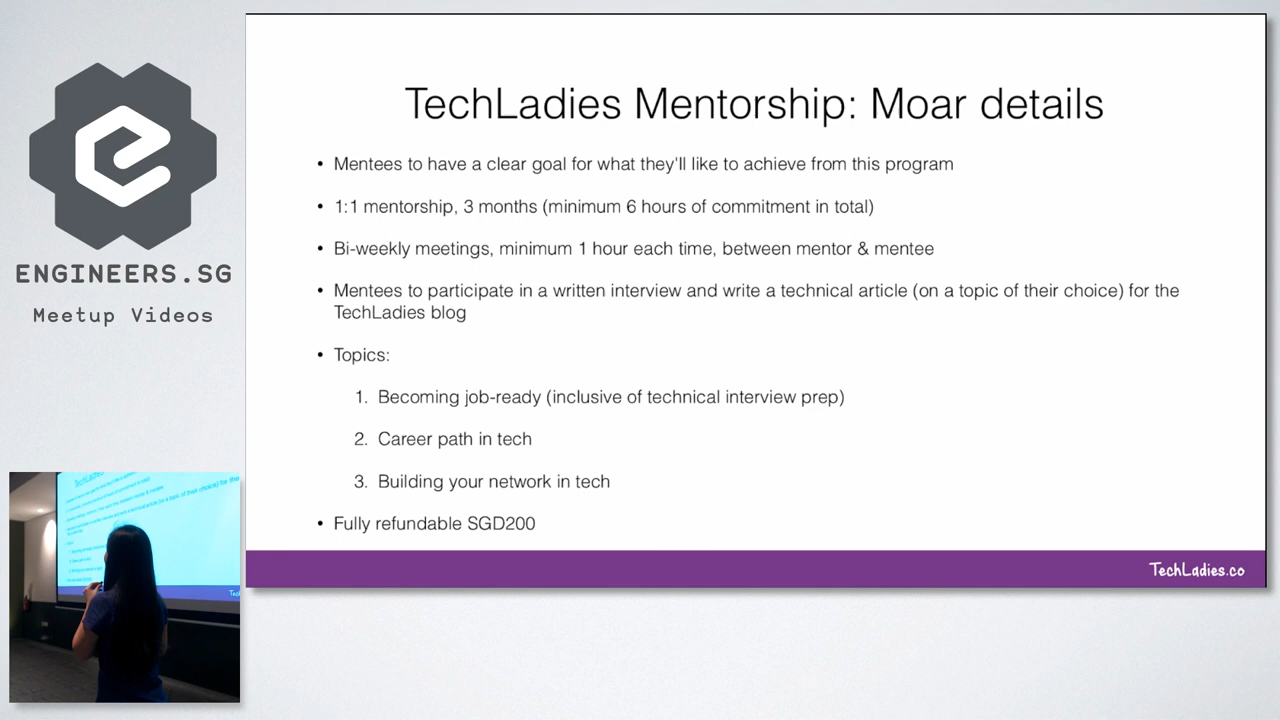 ENGINEERS.SG
Meetup Videos
TechLadies Mentorship: Moar details
• Mentees to have a clear goal for what they'll like to achieve from this program
• 1:1 mentorship, 3 months (minimum 6 hours of commitment in total)
• Bi-weekly meetings, minimum 1 hour each time, between mentor & mentee
• Mentees to participate in a written interview and write a technical article (on a topic of their choice) for the
TechLadies blog
• Topics:
1. Becoming job-ready (inclusive of technical interview prep)
2. Career path in tech
3. Building your network in tech
• Fully refundable SGD200
TechLadies.co